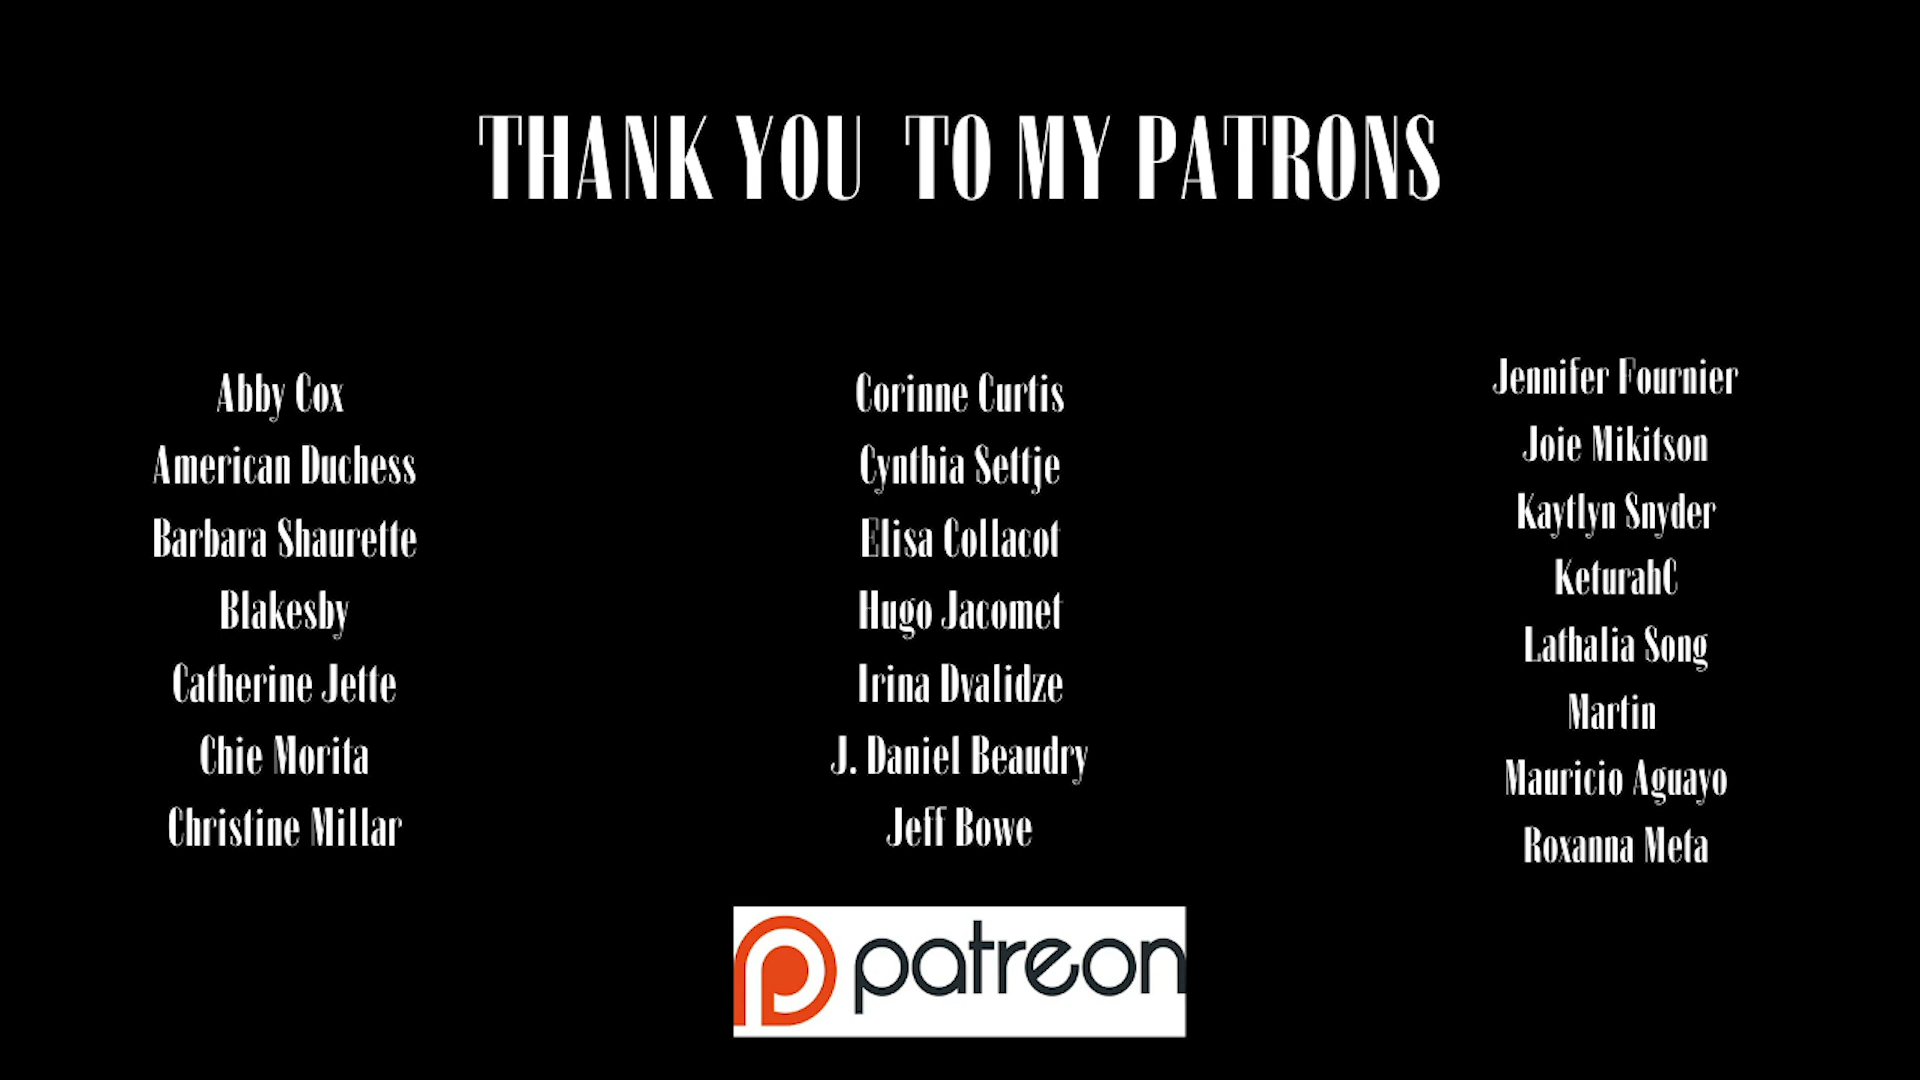 THANK YOU  TO MY PATRONS
Abby Cox
American Duchess
Barbara Shaurette
Blakesby
Catherine Jette
Chie Morita
Christine Millar
Corinne Curtis
Cynthia Settje
Elisa Collacot
Hugo Jacomet
Irina Dvalidze
J. Daniel Beaudry
Jeff Bowe
Jennifer Fournier
Joie Mikitson
Kaytlyn Snyder
KeturahC
Lathalia Song
Martin
Mauricio Aguayo
Roxanna Meta
patreon